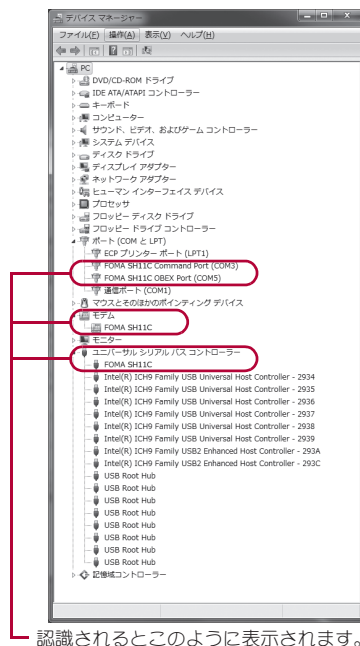 デバイス マネージャー
ファイル(F) 操作(A) 表示(V) ヘルプ(H)
PC
DVD/CD-ROM ドライブ
IDE ATA/ATAPI コントローラー
キーボード
コンピューター
サウンド、ビデオ、およびゲーム コントローラー
システム デバイス
ディスク ドライブ
ディスプレイ アダプター
ネットワーク アダプター
ヒューマン インターフェイス デバイス
プロセッサ
フロッピー ディスク ドライブ
フロッピー ドライブ コントローラー
ポート (COM と LPT)
ECP プリンター ポート (LPT1)
FOMA SH11C Command Port (COM3)
FOMA SH11C OBEX Port (COM5)
通信ポート (COM1)
マウスとそのほかのポインティング デバイス
モデム
FOMA SH11C
モニター
ユニバーサル シリアル バス コントローラー
FOMA SH11C
Intel(R) ICH9 Family USB Universal Host Controller - 2934
Intel(R) ICH9 Family USB Universal Host Controller - 2935
Intel(R) ICH9 Family USB Universal Host Controller - 2936
Intel(R) ICH9 Family USB Universal Host Controller - 2937
Intel(R) ICH9 Family USB Universal Host Controller - 2938
Intel(R) ICH9 Family USB Universal Host Controller - 2939
Intel(R) ICH9 Family USB2 Enhanced Host Controller - 293A
Intel(R) ICH9 Family USB2 Enhanced Host Controller - 293C
USB Root Hub
USB Root Hub
USB Root Hub
USB Root Hub
USB Root Hub
USB Root Hub
USB Root Hub
USB Root Hub
記憶域コントローラー
認識されるとこのように表示されます。